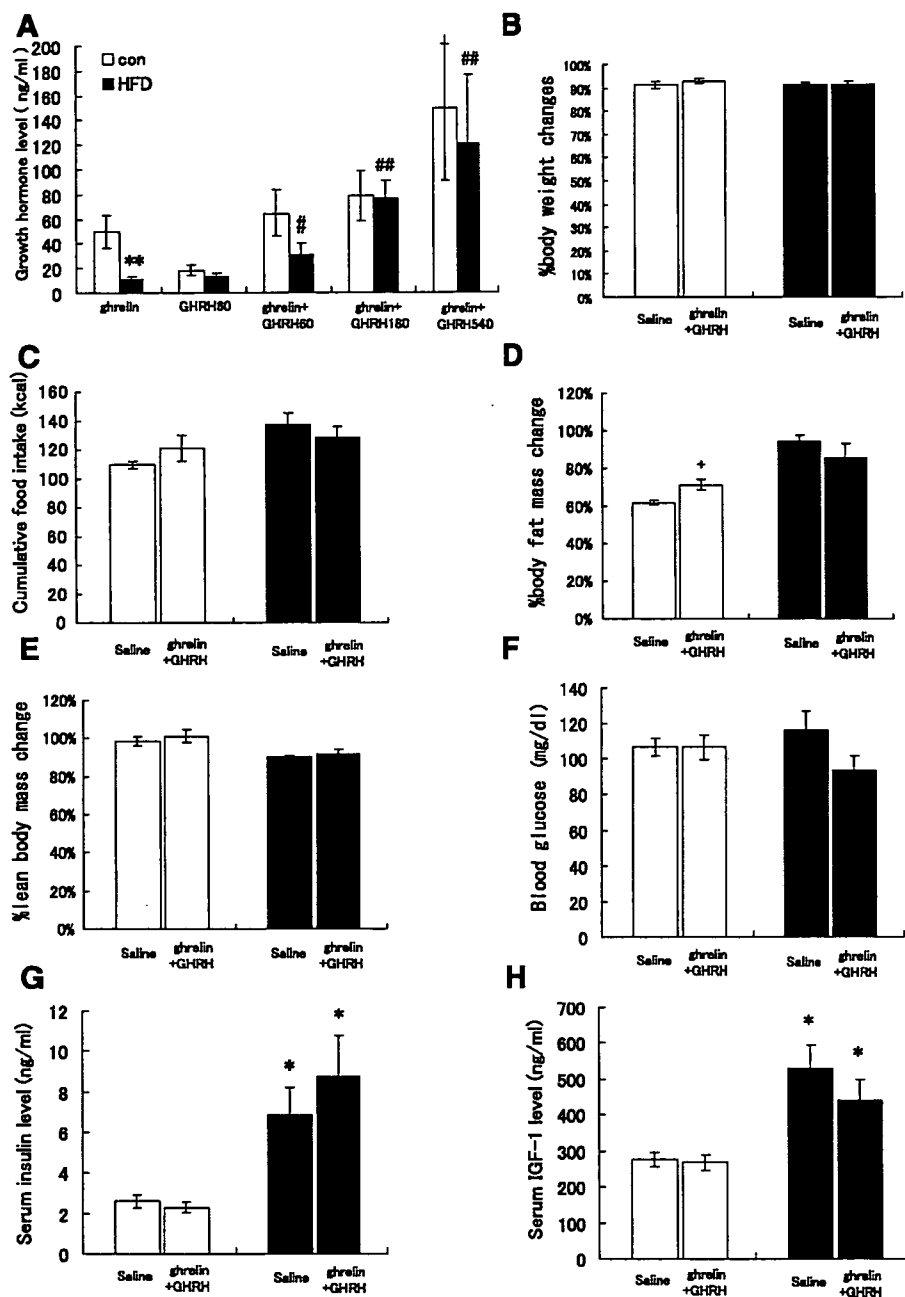 A
Growth hormone level ( ng/ml)
200
180
160
140
120
100
80
60
40
20
0
con
HFD
**
#
#
##
##
ghrelin
GHRH80
ghrelin+
GHRH60
ghrelin+
GHRH180
ghrelin+
GHRH540
B
%body weight changes
100%
90%
80%
70%
60%
50%
40%
30%
20%
10%
0%
Saline
ghrelin
+GHRH
Saline
ghrelin
+GHRH
C
Cumulative food intake (kcal)
160
140
120
100
80
60
40
20
0
Saline
ghrelin
+GHRH
Saline
ghrelin
+GHRH
D
%body fat mass change
120%
100%
80%
60%
40%
20%
0%
+
Saline
ghrelin
+GHRH
Saline
ghrelin
+GHRH
E
%lean body mass change
120%
100%
80%
60%
40%
20%
0%
Saline
ghrelin
+GHRH
Saline
ghrelin
+GHRH
F
Blood glucose (mg/dl)
140
120
100
80
60
40
20
0
Saline
ghrelin
+GHRH
Saline
ghrelin
+GHRH
G
Serum insulin level (ng/ml)
12
10
8
6
4
2
0
*
*
Saline
ghrelin
+GHRH
Saline
ghrelin
+GHRH
H
Serum IGF-1 level (ng/ml)
700
600
500
400
300
200
100
0
*
*
Saline
ghrelin
+GHRH
Saline
ghrelin
+GHRH